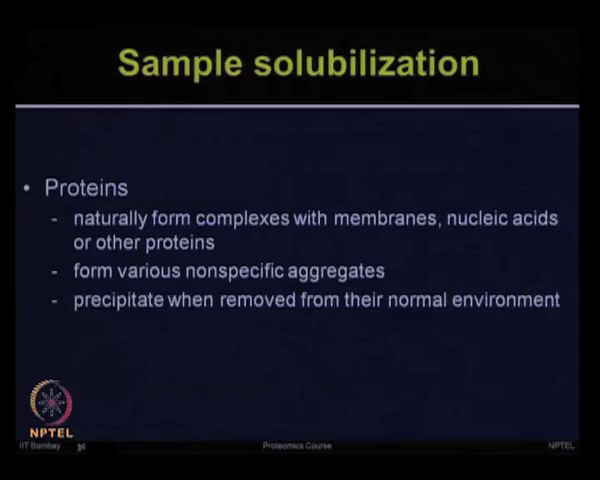 Sample solubilization
• Proteins
- naturally form complexes with membranes, nucleic acids
or other proteins
- form various nonspecific aggregates
- precipitate when removed from their normal environment
NPTEL
IIT Bombay
Proteomics Course
NPTEL